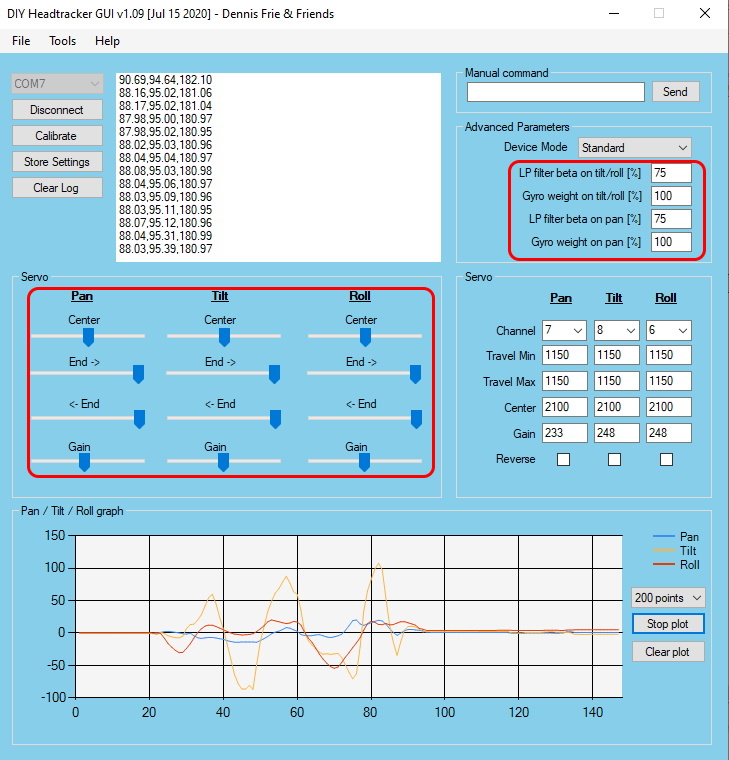 DIY Headtracker GUI v1.09 [Jul 15 2020] - Dennis Frie & Friends
File Tools Help
COM7
Disconnect
Calibrate
Store Settings
Clear Log
90.69,94.64,182.10
88.16,95.02,181.06
88.17,95.02,181.04
87.98,95.00,180.97
87.98,95.02,180.95
88.02,95.03,180.96
88.04,95.04,180.97
88.04,95.05,180.98
88.04,95.06,180.97
88.03,95.09,180.96
88.03,95.11,180.95
88.07,95.12,180.96
88.04,95.31,180.99
88.03,95.39,180.97
Manual command
Send
Advanced Parameters
Device Mode Standard
LP filter beta on tilt/roll [%] 75
Gyro weight on tilt/roll [%] 100
LP filter beta on pan [%] 75
Gyro weight on pan [%] 100
Servo
Pan Tilt Roll
Center Center Center
End -> End -> End ->
<- End <- End <- End
Gain Gain Gain
Servo
Pan Tilt Roll
Channel 7 8 6
Travel Min 1150 1150 1150
Travel Max 1150 1150 1150
Center 2100 2100 2100
Gain 233 248 248
Reverse
Pan / Tilt / Roll graph
150
100
50
0
-50
-100
0 20 40 60 80 100 120 140
Pan
Tilt
Roll
200 points
Stop plot
Clear plot